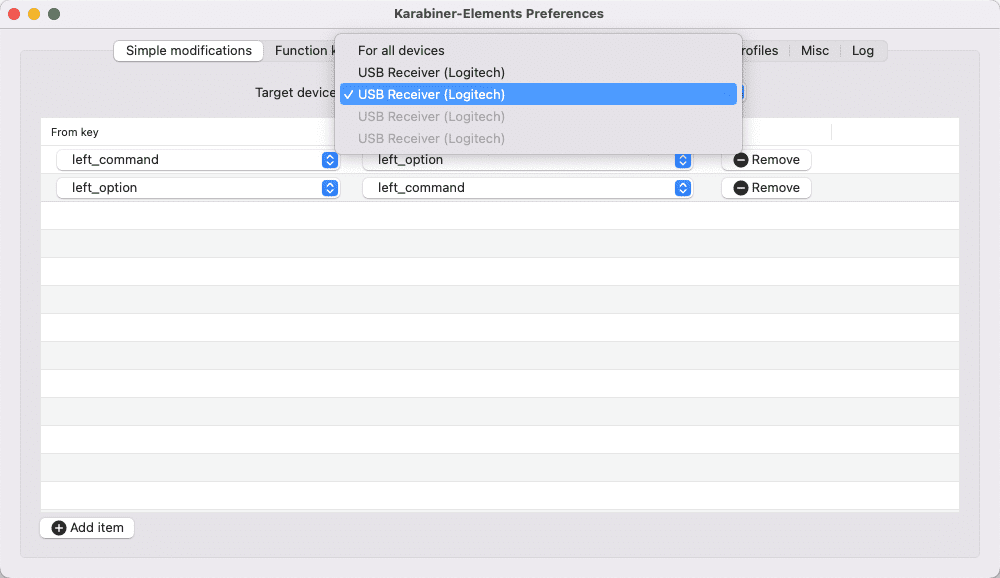 Karabiner-Elements Preferences
Simple modifications Function rofiles Misc Log
For all devices
USB Receiver (Logitech)
Target device ✓ USB Receiver (Logitech)
USB Receiver (Logitech)
USB Receiver (Logitech)
From key
left_command left_option Remove
left_option left_command Remove
Add item